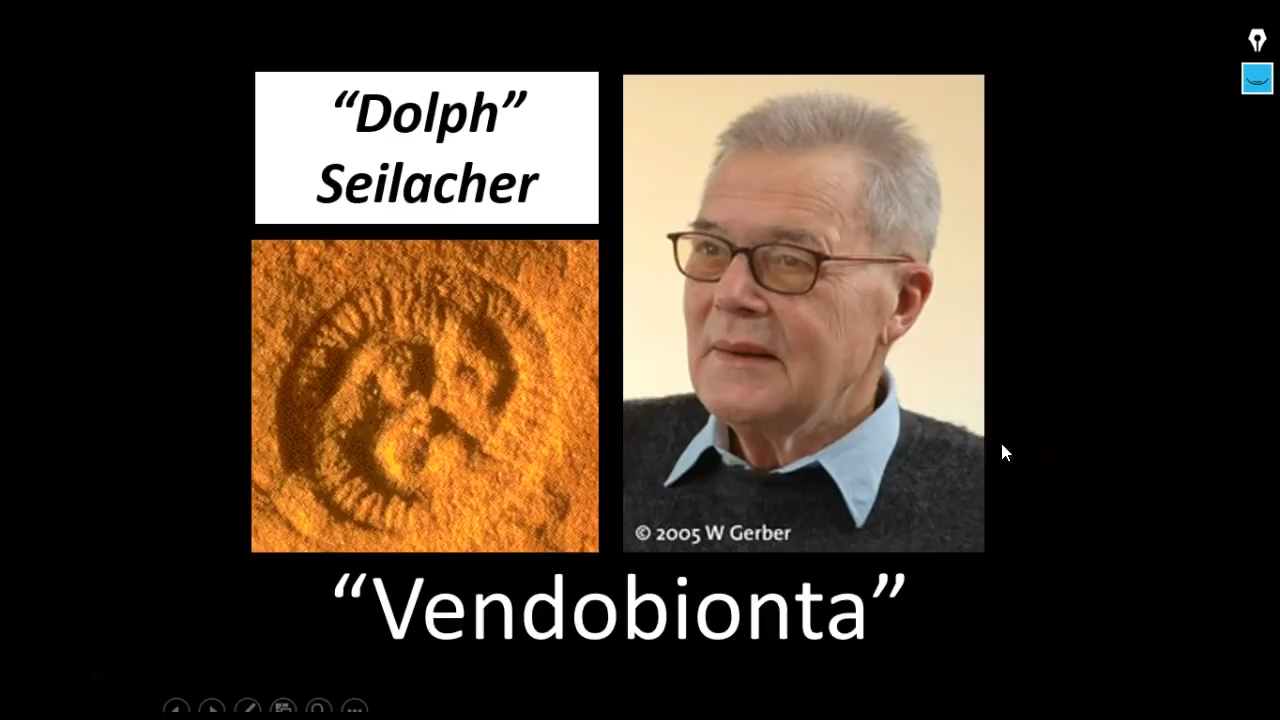 “Dolph”
Seilacher
© 2005 W Gerber
“Vendobionta”